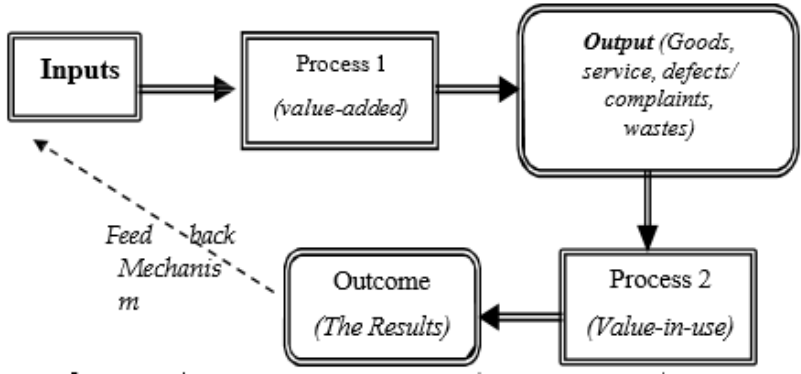 Inputs
Process 1
(value-added)
Output (Goods,
service, defects/
complaints,
wastes)
Feed back
Mechanis
m
Outcome
(The Results)
Process 2
(Value-in-use)